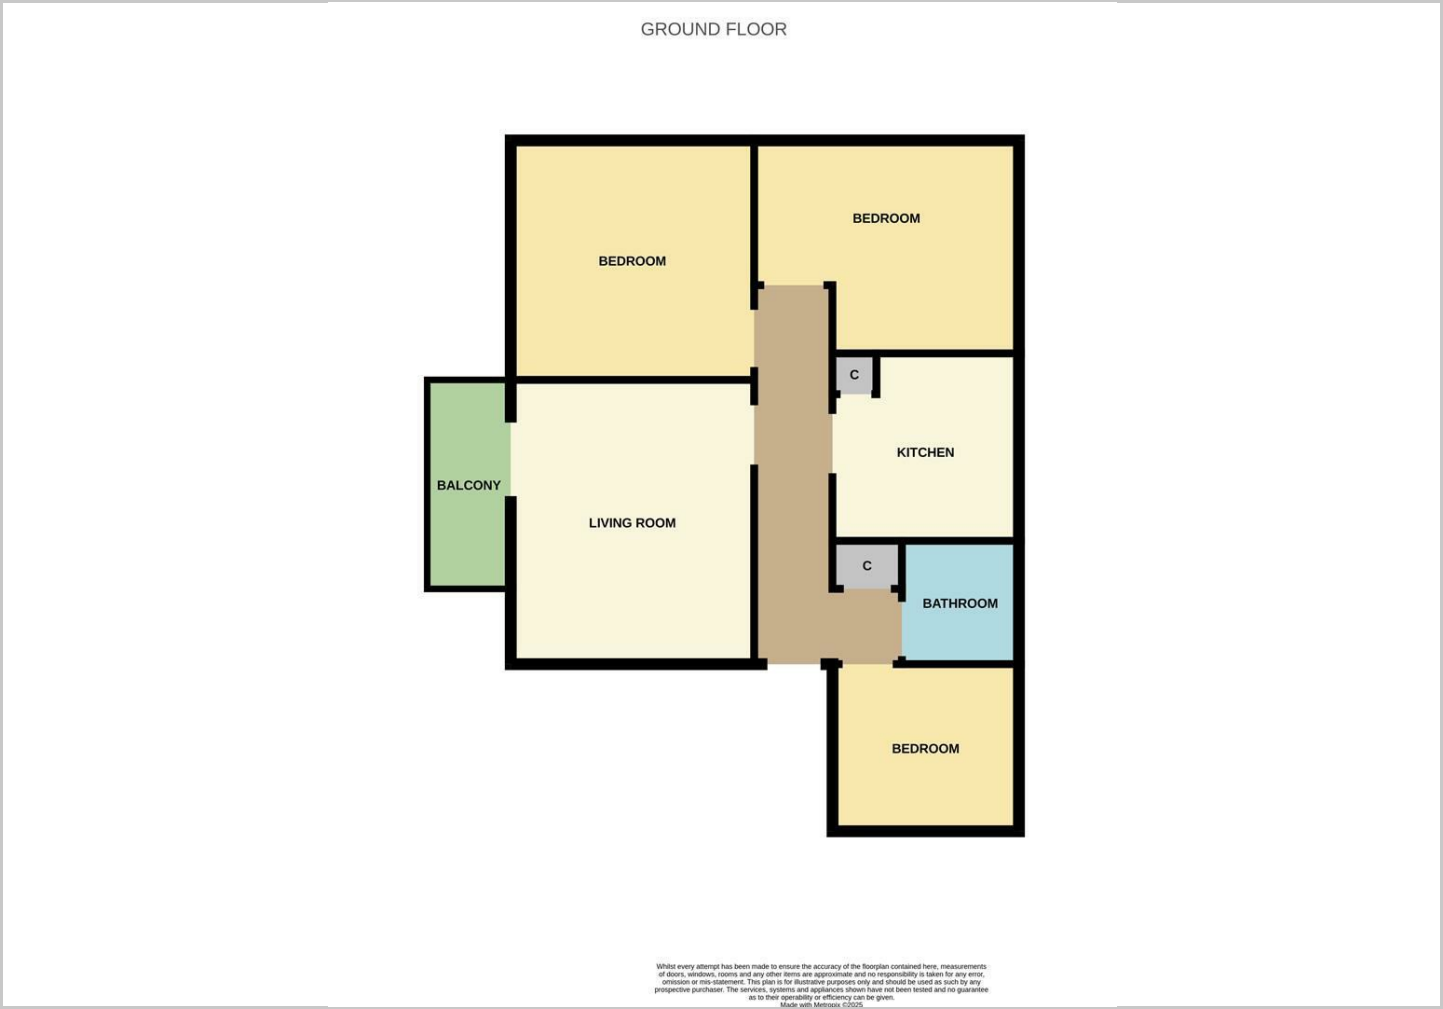 GROUND FLOOR
BEDROOM
BEDROOM
C
KITCHEN
BALCONY
LIVING ROOM
C
BATHROOM
BEDROOM
Whilst every attempt has been made to ensure the accuracy of the floorplan contained here, measurements
of doors, windows, rooms and any other items are approximate and no responsibility is taken for any error,
omission or mis-statement. This plan is for illustrative purposes only and should be used as such by any
prospective purchaser. The services, systems and appliances shown have not been tested and no guarantee
as to their operability or efficiency can be given.
Made with Metropix ©2025